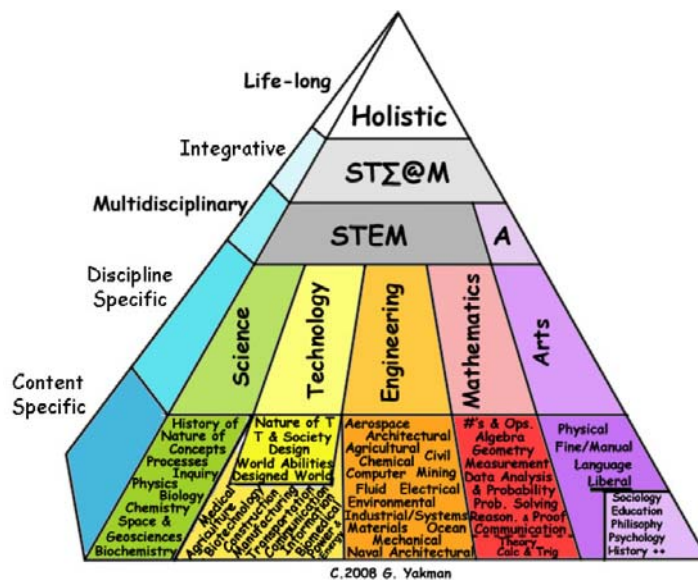 Life-long
Holistic
Integrative
STΣ@M
Multidisciplinary
STEM
A
Discipline
Specific
Science
Technology
Engineering
Mathematics
Arts
Content
Specific
History of
Nature of
Concepts
Processes
Inquiry
Physics
Biology
Chemistry
Space &
Geosciences
Biochemistry
Nature of T
T & Society
Design
World Abilities
Designed World
Medical
Agriculture
Biotechnology
Construction
Manufacturing
Transportation
Communication
Information
Biomedical
Power &
Energy
Aerospace
Architectural
Agricultural
Chemical Civil
Computer Mining
Fluid Electrical
Environmental
Industrial/Systems
Materials Ocean
Mechanical
Naval Architectural
#'s & Ops.
Algebra
Geometry
Measurement
Data Analysis
& Probability
Prob. Solving
Reason. & Proof
Communication
Theory
Calc & Trig
Physical
Fine/Manual
Language
Liberal
Sociology
Education
Philisophy
Psychology
History ++
C.2008 G. Yakman